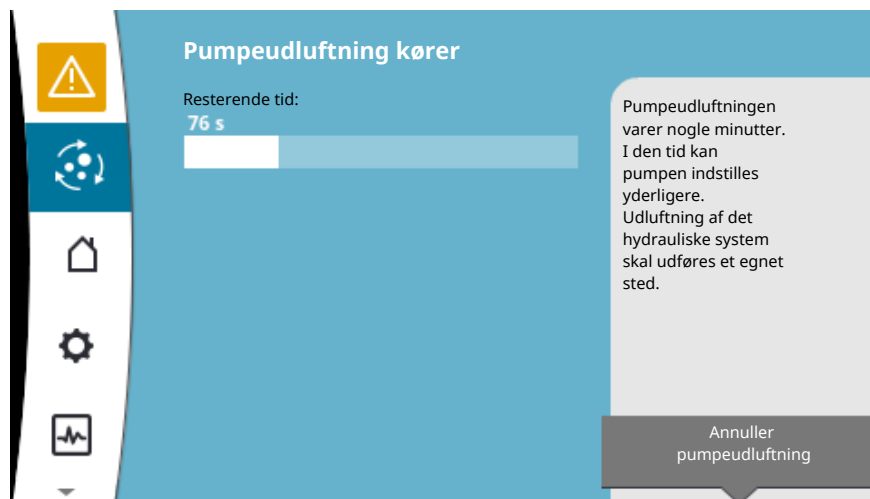 Pumpeudluftning kører
Resterende tid:
76 s
Pumpeudluftningen
varer nogle minutter.
I den tid kan
pumpen indstilles
yderligere.
Udluftning af det
hydrauliske system
skal udføres et egnet
sted.
Annuller
pumpeudluftning